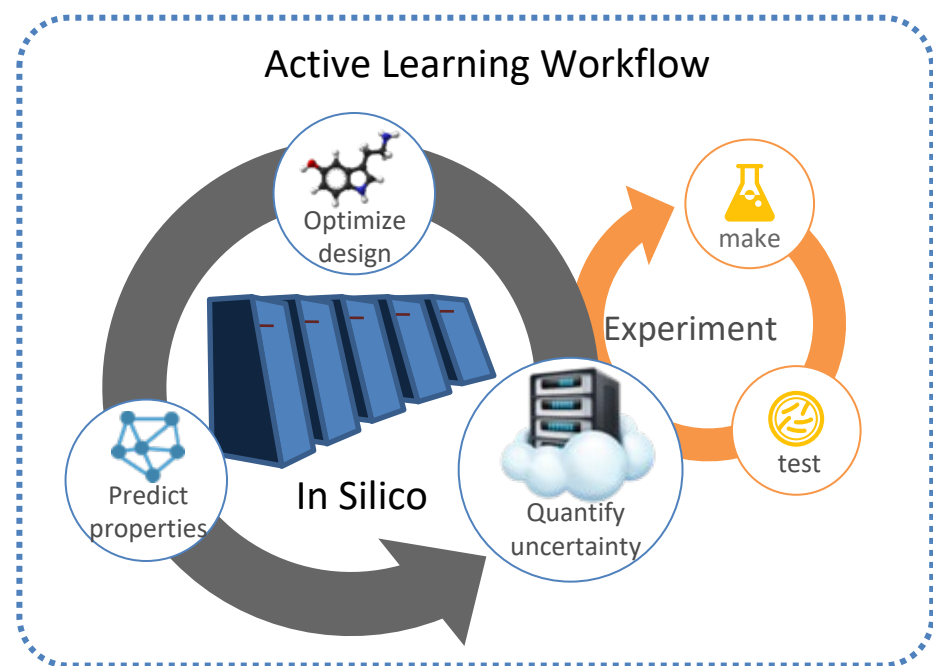 Active Learning Workflow
Optimize
design
make
Experiment
test
Predict
properties
In Silico
Quantify
uncertainty